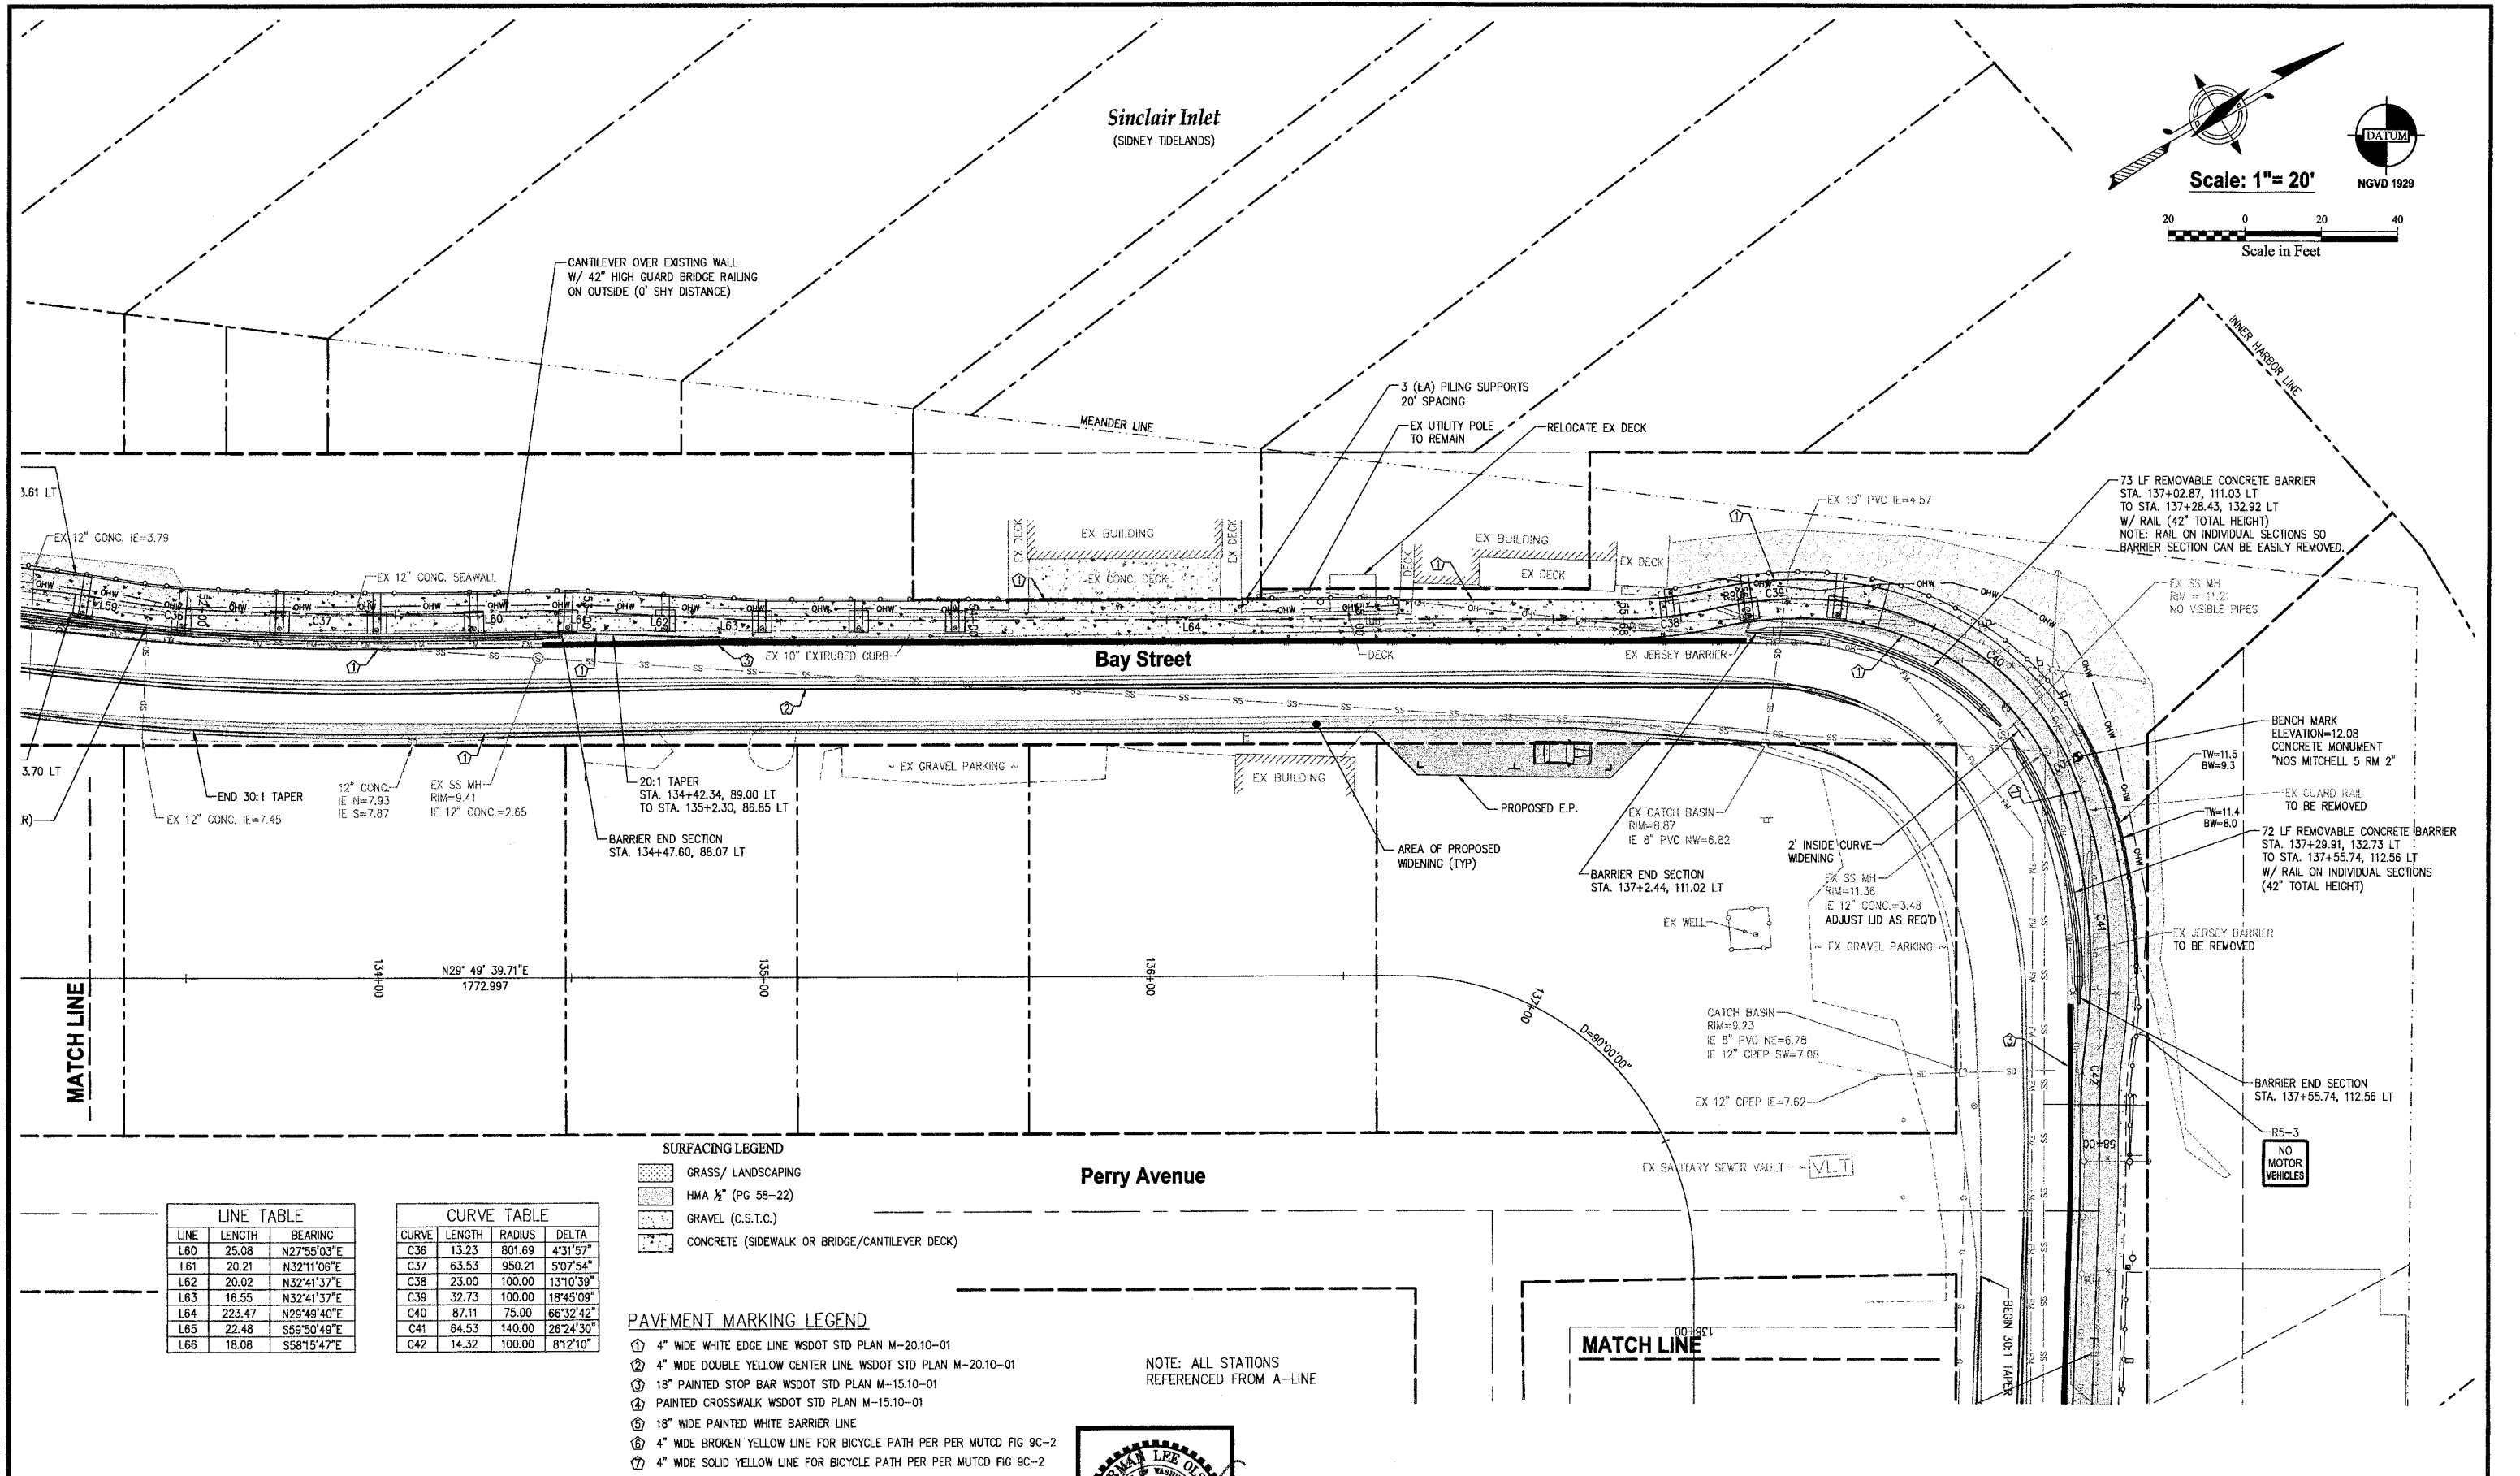 Sinclair Inlet
(SIDNEY TIDELANDS)
DATUM
Scale: 1"= 20'
NGVD 1929
20 0 20 40
Scale in Feet
CANTILEVER OVER EXISTING WALL
W/ 42" HIGH GUARD BRIDGE RAILING
ON OUTSIDE (0' SHY DISTANCE)
INNER HARBOR LINE
3 (EA) PILING SUPPORTS
20' SPACING
MEANDER LINE
EX UTILITY POLE
TO REMAIN
RELOCATE EX DECK
3.61 LT
73 LF REMOVABLE CONCRETE BARRIER
STA. 137+02.87, 111.03 LT
TO STA. 137+28.43, 132.92 LT
W/ RAIL (42" TOTAL HEIGHT)
NOTE: RAIL ON INDIVIDUAL SECTIONS SO
BARRIER SECTION CAN BE EASILY REMOVED.
EX 10" PVC IE=4.57
EX 12" CONC. IE=3.79
EX DECK
EX BUILDING
EX DECK
EX BUILDING
EX DECK
DECK
EX DECK
EX CONC. DECK
EX 12" CONC. SEAWALL
EX SS MH
RIM = 11.21
NO VISIBLE PIPES
OHW
L59
C36
C37
L60
L61
L62
L63
L64
C38
C39
C40
EX 10" EXTRUDED CURB
Bay Street
DECK
EX JERSEY BARRIER
BENCH MARK
ELEVATION=12.08
CONCRETE MONUMENT
"NOS MITCHELL 5 RM 2"
TW=11.5
BW=9.3
EX GUARD RAIL
TO BE REMOVED
TW=11.4
BW=8.0
72 LF REMOVABLE CONCRETE BARRIER
STA. 137+29.91, 132.73 LT
TO STA. 137+55.74, 112.56 LT
W/ RAIL ON INDIVIDUAL SECTIONS
(42" TOTAL HEIGHT)
3.70 LT
R)
END 30:1 TAPER
EX 12" CONC. IE=7.45
12" CONC.
IE N=7.93
IE S=7.67
EX SS MH
RIM=9.41
IE 12" CONC.=2.65
20:1 TAPER
STA. 134+42.34, 89.00 LT
TO STA. 135+2.30, 86.85 LT
BARRIER END SECTION
STA. 134+47.60, 88.07 LT
~ EX GRAVEL PARKING ~
EX BUILDING
PROPOSED E.P.
AREA OF PROPOSED
WIDENING (TYP)
EX CATCH BASIN
RIM=8.87
IE 8" PVC NW=6.62
BARRIER END SECTION
STA. 137+2.44, 111.02 LT
2' INSIDE CURVE
WIDENING
EX SS MH
RIM=11.36
IE 12" CONC.=3.48
ADJUST LID AS REQ'D
EX WELL
~ EX GRAVEL PARKING ~
C41
EX JERSEY BARRIER
TO BE REMOVED
MATCH LINE
134+00
N29° 49' 39.71"E
1772.997
135+00
136+00
137+00
D=90°00'00"
CATCH BASIN
RIM=9.23
IE 8" PVC NE=6.78
IE 12" CPEP SW=7.05
EX 12" CPEP IE=7.62
C42
BARRIER END SECTION
STA. 137+55.74, 112.56 LT
58+00
R5-3
NO
MOTOR
VEHICLES
EX SANITARY SEWER VAULT
VLT
Perry Avenue
SURFACING LEGEND
GRASS/ LANDSCAPING
HMA ½" (PG 58-22)
GRAVEL (C.S.T.C.)
CONCRETE (SIDEWALK OR BRIDGE/CANTILEVER DECK)
LINE TABLE
LINE LENGTH BEARING
L60 25.08 N27°55'03"E
L61 20.21 N32°11'06"E
L62 20.02 N32°41'37"E
L63 16.55 N32°41'37"E
L64 223.47 N29°49'40"E
L65 22.48 S59°50'49"E
L66 18.08 S58°15'47"E
CURVE TABLE
CURVE LENGTH RADIUS DELTA
C36 13.23 801.69 4°31'57"
C37 63.53 950.21 5°07'54"
C38 23.00 100.00 13°10'39"
C39 32.73 100.00 18°45'09"
C40 87.11 75.00 66°32'42"
C41 64.53 140.00 26°24'30"
C42 14.32 100.00 8°12'10"
PAVEMENT MARKING LEGEND
1 4" WIDE WHITE EDGE LINE WSDOT STD PLAN M-20.10-01
2 4" WIDE DOUBLE YELLOW CENTER LINE WSDOT STD PLAN M-20.10-01
3 18" PAINTED STOP BAR WSDOT STD PLAN M-15.10-01
4 PAINTED CROSSWALK WSDOT STD PLAN M-15.10-01
5 18" WIDE PAINTED WHITE BARRIER LINE
6 4" WIDE BROKEN YELLOW LINE FOR BICYCLE PATH PER PER MUTCD FIG 9C-2
7 4" WIDE SOLID YELLOW LINE FOR BICYCLE PATH PER PER MUTCD FIG 9C-2
NOTE: ALL STATIONS
REFERENCED FROM A-LINE
MATCH LINE
138+00
BEGIN 30:1 TAPER